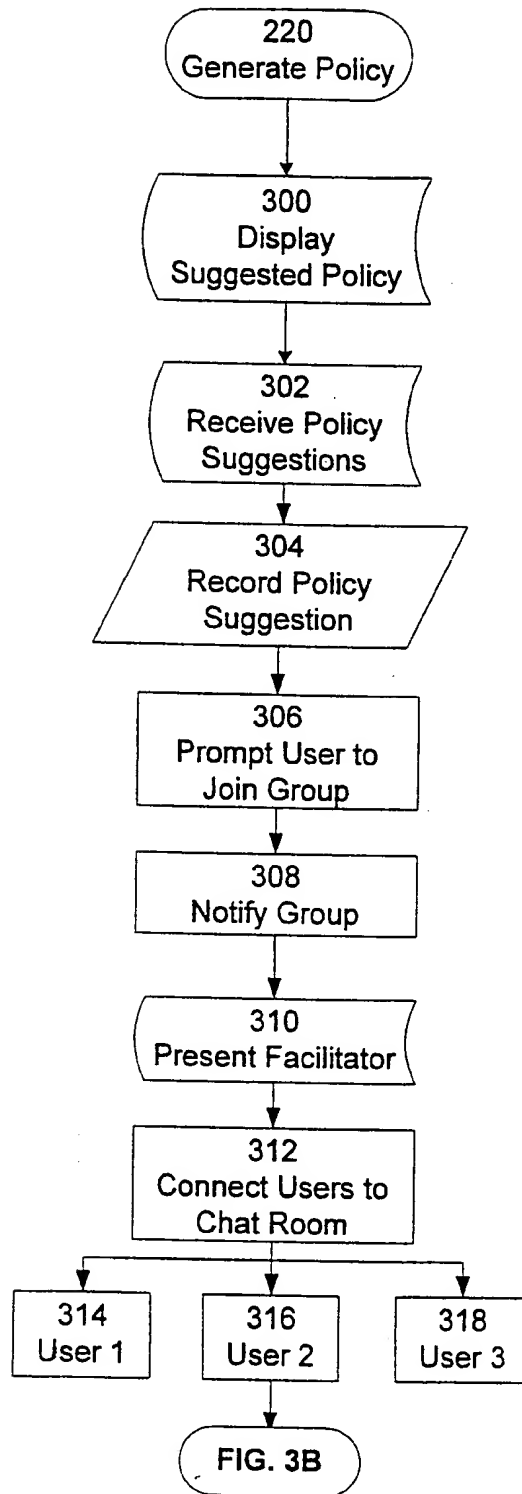 220
Generate Policy
300
Display
Suggested Policy
302
Receive Policy
Suggestions
304
Record Policy
Suggestion
306
Prompt User to
Join Group
308
Notify Group
310
Present Facilitator
312
Connect Users to
Chat Room
314
User 1
316
User 2
318
User 3
FIG. 3B